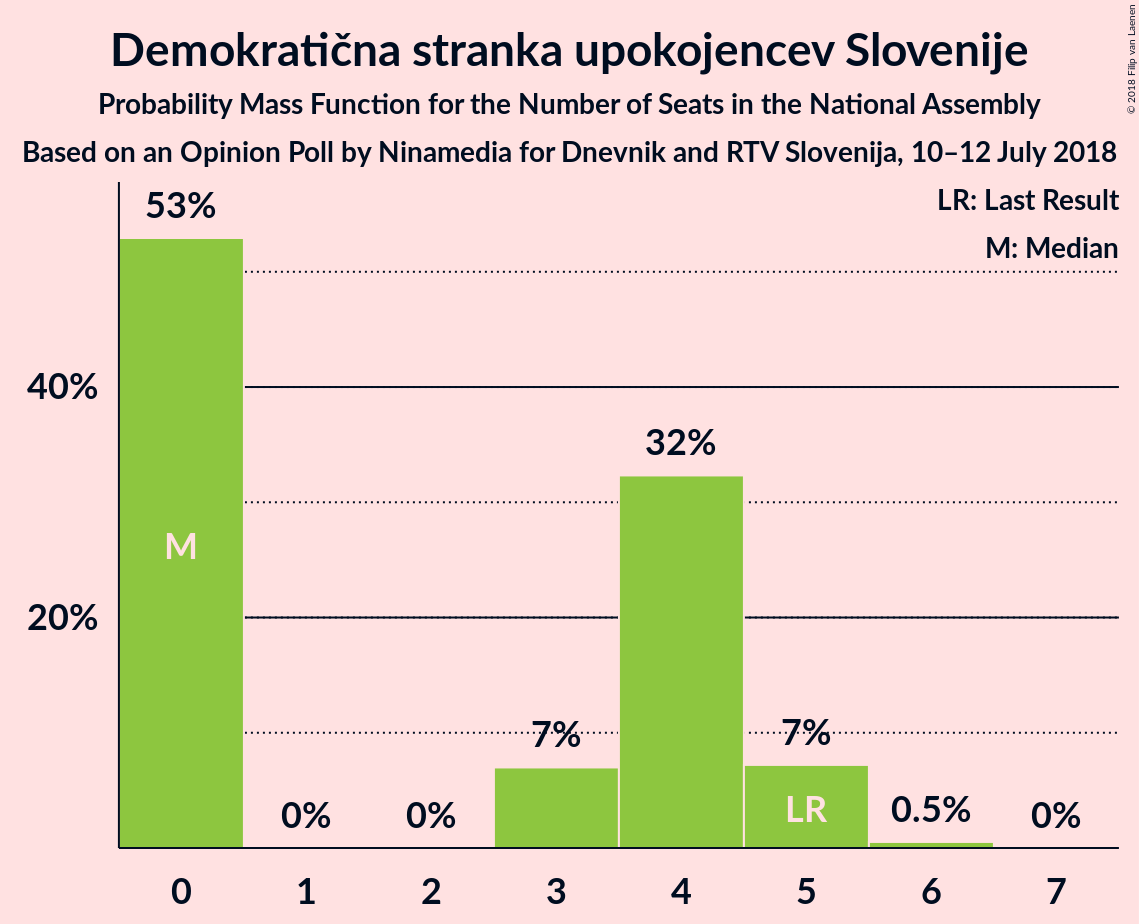 Demokratična stranka upokojencev Slovenije
Probability Mass Function for the Number of Seats in the National Assembly
Based on an Opinion Poll by Ninamedia for Dnevnik and RTV Slovenija, 10–12 July 2018
© 2018 Filip van Laenen
LR: Last Result
M: Median
53%
40%
32%
M
20%
7%
7%
0%
0%
LR
0.5%
0%
0 1 2 3 4 5 6 7